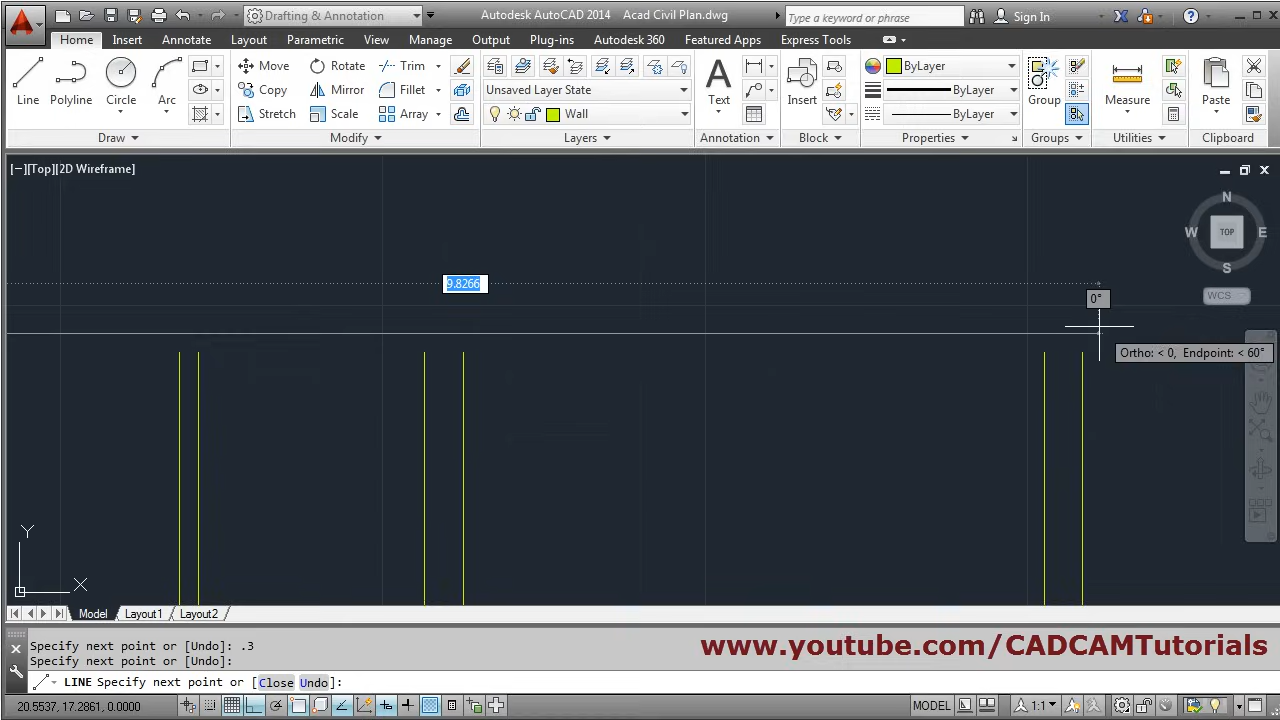 Drafting & Annotation
Autodesk AutoCAD 2014 Acad Civil Plan.dwg
Type a keyword or phrase
Sign In
Home Insert Annotate Layout Parametric View Manage Output Plug-ins Autodesk 360 Featured Apps Express Tools
Line Polyline Circle Arc
Move Rotate Trim
Copy Mirror Fillet
Stretch Scale Array
Unsaved Layer State
Wall
Text
Insert
ByLayer
ByLayer
ByLayer
Group
Measure
Paste
Draw Modify Layers Annotation Block Properties Groups Utilities Clipboard
[−][Top][2D Wireframe]
N
W TOP E
S
WCS
9.8266
0°
Ortho: < 0, Endpoint: < 60°
Y
X
Model Layout1 Layout2
Specify next point or [Undo]: .3
Specify next point or [Undo]:
LINE Specify next point or [Close Undo]:
www.youtube.com/CADCAMTutorials
20.5537, 17.2861, 0.0000
MODEL
1:1